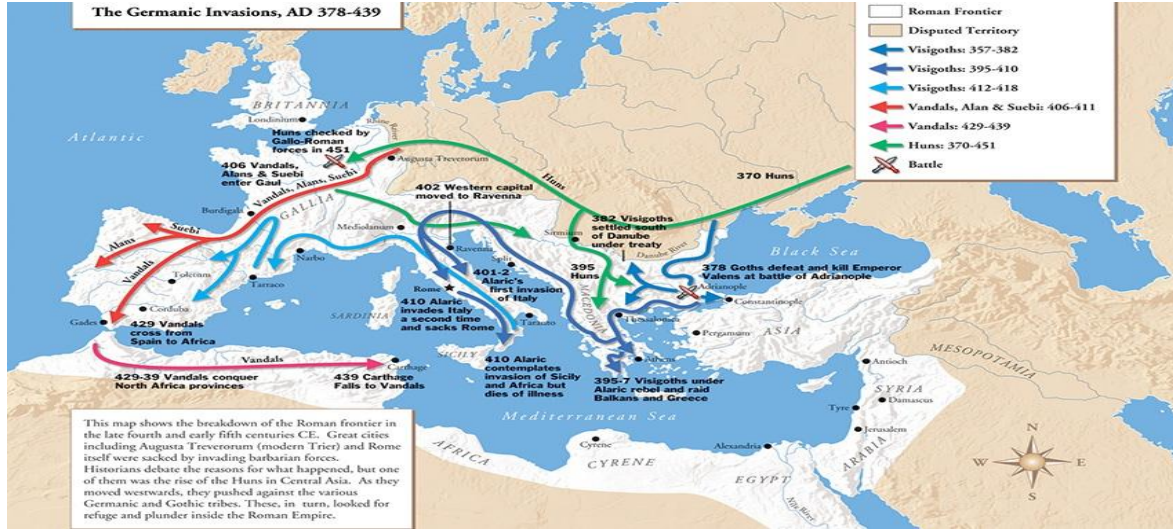 The Germanic Invasions, AD 378-439
Roman Frontier
Disputed Territory
Visigoths: 357-382
Visigoths: 395-410
Visigoths: 412-418
Vandals, Alan & Suebi: 406-411
Vandals: 429-439
Huns: 370-451
Battle
BRITANNIA
Londinium
Atlantic
Huns checked by
Gallo-Roman
forces in 451
Rhine
River
Augusta Treverorum
406 Vandals,
Alans & Suebi
enter Gaul
Vandals, Alans, Suebi
Huns
370 Huns
402 Western capital
moved to Ravenna
Burdigala
GALLIA
Mediolanum
Sirmium
382 Visigoths
settled south
of Danube
under treaty
Danube River
Black Sea
Suebi
Alans
Vandals
Narbo
Ravenna
Split
Toletum
Tarraco
Rome
401-2
Alaric's
first invasion
of Italy
395
Huns
378 Goths defeat and kill Emperor
Valens at battle of Adrianople
Adrianople
Constantinople
MACEDONIA
Corduba
Gades
429 Vandals
cross from
Spain to Africa
SARDINIA
410 Alaric
invades Italy
a second time
and sacks Rome
Taranto
Thessalonica
Pergamum
ASIA
MESOPOTAMIA
SICILY
Athens
Antioch
Vandals
Carthage
429-39 Vandals conquer
North Africa provinces
439 Carthage
Falls to Vandals
410 Alaric
contemplates
invasion of Sicily
and Africa but
dies of illness
395-7 Visigoths under
Alaric rebel and raid
Balkans and Greece
SYRIA
Tyre
Damascus
Jerusalem
Mediterranean Sea
AFRICA
Cyrene
CYRENE
Alexandria
ARABIA
EGYPT
Nile River
N
W
E
S
This map shows the breakdown of the Roman frontier in
the late fourth and early fifth centuries CE. Great cities
including Augusta Treverorum (modern Trier) and Rome
itself were sacked by invading barbarian forces.
Historians debate the reasons for what happened, but one
of them was the rise of the Huns in Central Asia. As they
moved westwards, they pushed against the various
Germanic and Gothic tribes. These, in turn, looked for
refuge and plunder inside the Roman Empire.